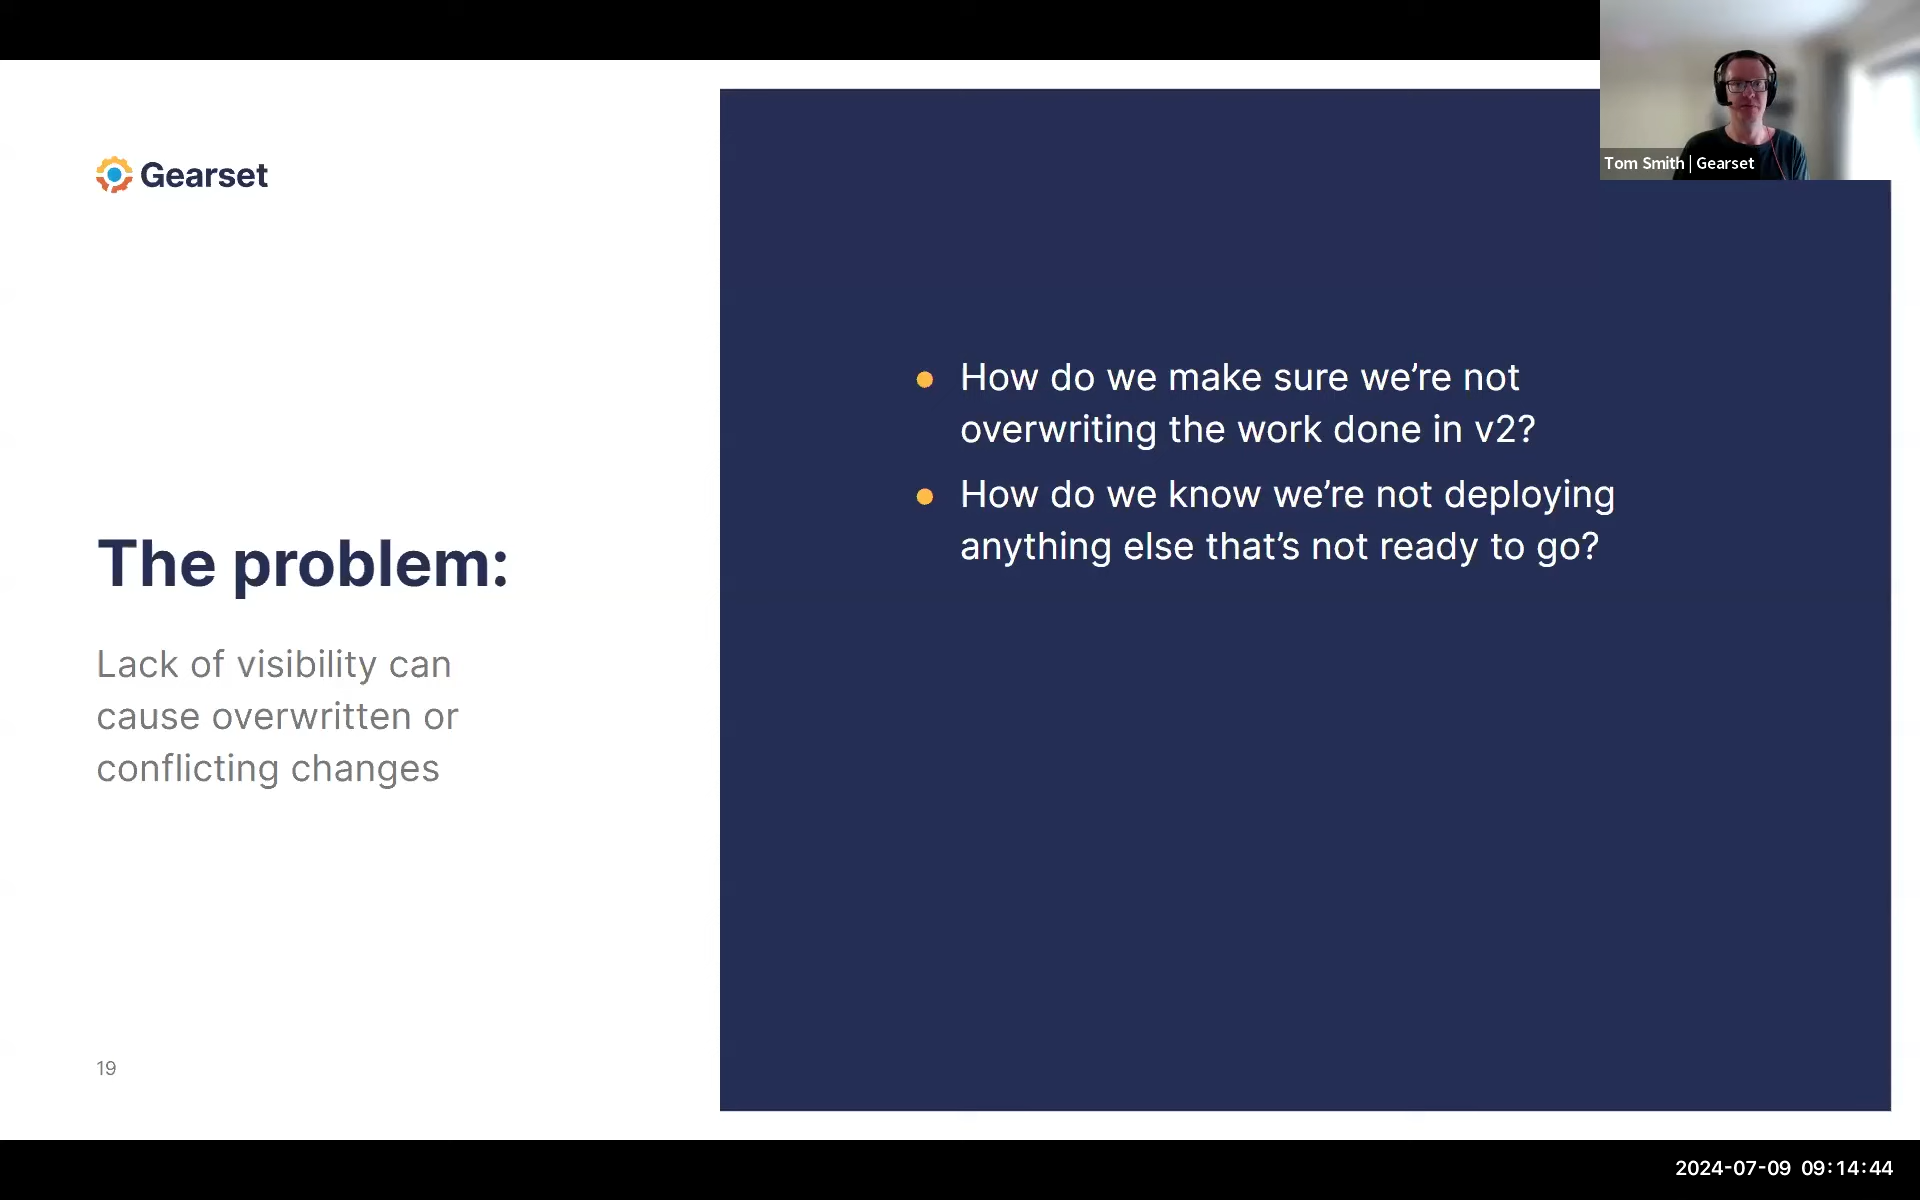 Tom Smith | Gearset
Gearset
The problem:
Lack of visibility can
cause overwritten or
conflicting changes
19
● How do we make sure we’re not
overwriting the work done in v2?
● How do we know we’re not deploying
anything else that’s not ready to go?
2024-07-09 09:14:44